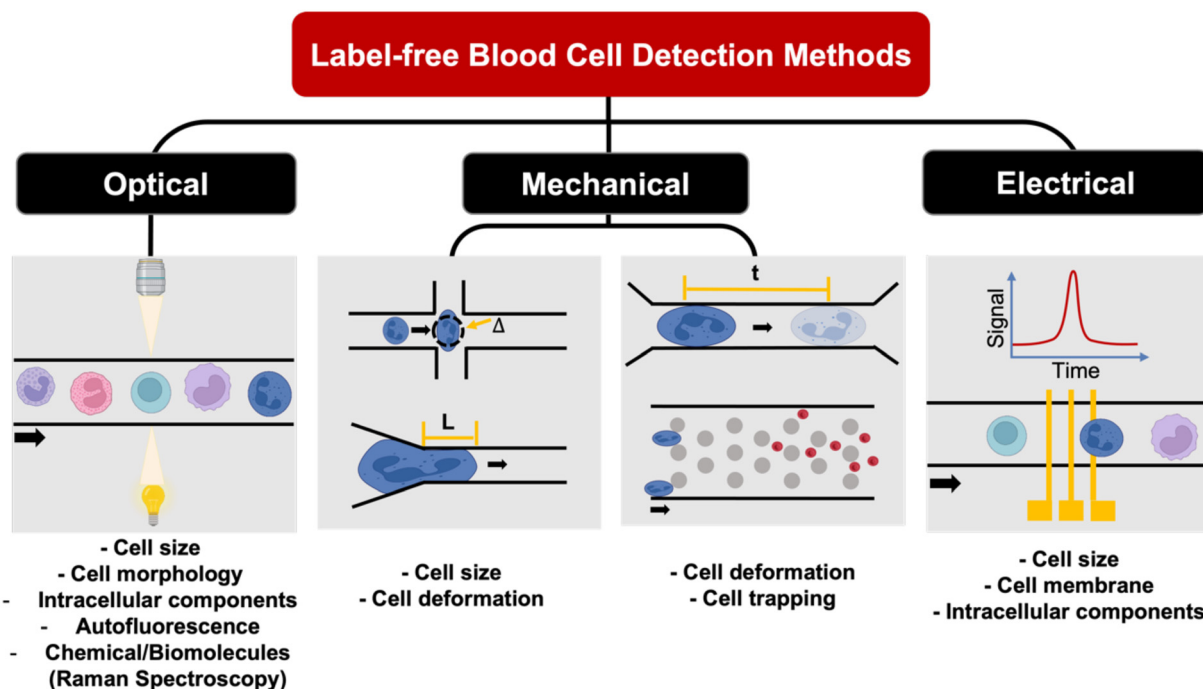 Label-free Blood Cell Detection Methods
Optical
Mechanical
Electrical
Δ
L
t
Signal
Time
- Cell size
- Cell morphology
- Intracellular components
- Autofluorescence
- Chemical/Biomolecules
(Raman Spectroscopy)
- Cell size
- Cell deformation
- Cell deformation
- Cell trapping
- Cell size
- Cell membrane
- Intracellular components